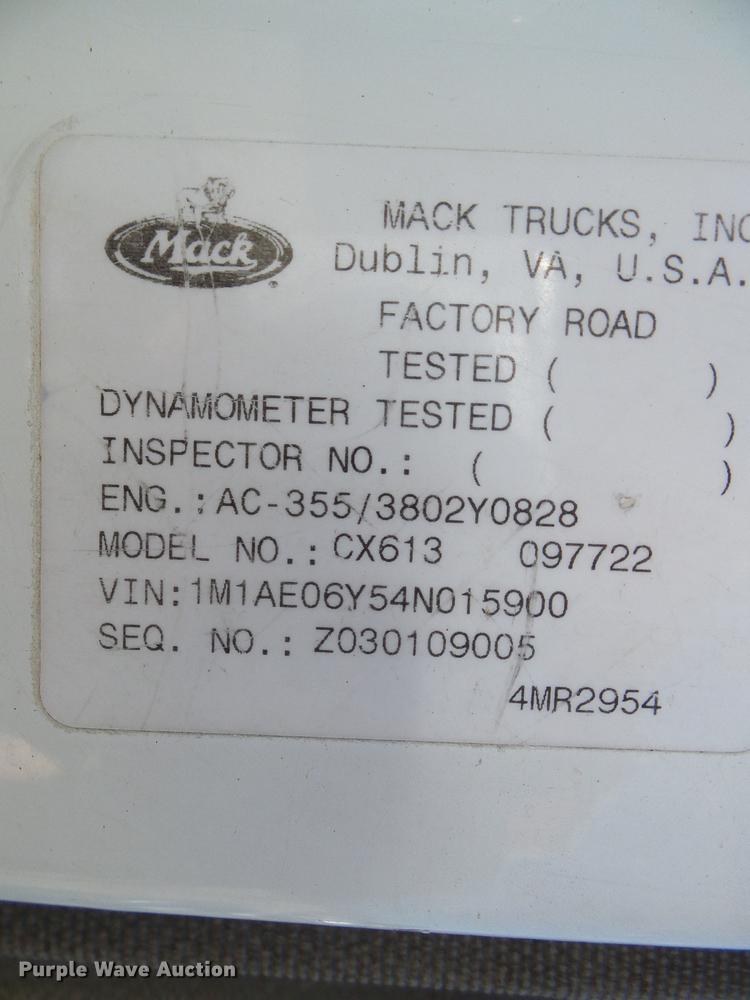 Mack
MACK TRUCKS, INC
Dublin, VA, U.S.A.
FACTORY ROAD
TESTED ( )
DYNAMOMETER TESTED ( )
INSPECTOR NO.: ( )
ENG.: AC-355/3802Y0828
MODEL NO.: CX613 097722
VIN: 1M1AE06Y54N015900
SEQ. NO.: Z030109005
4MR2954
Purple Wave Auction